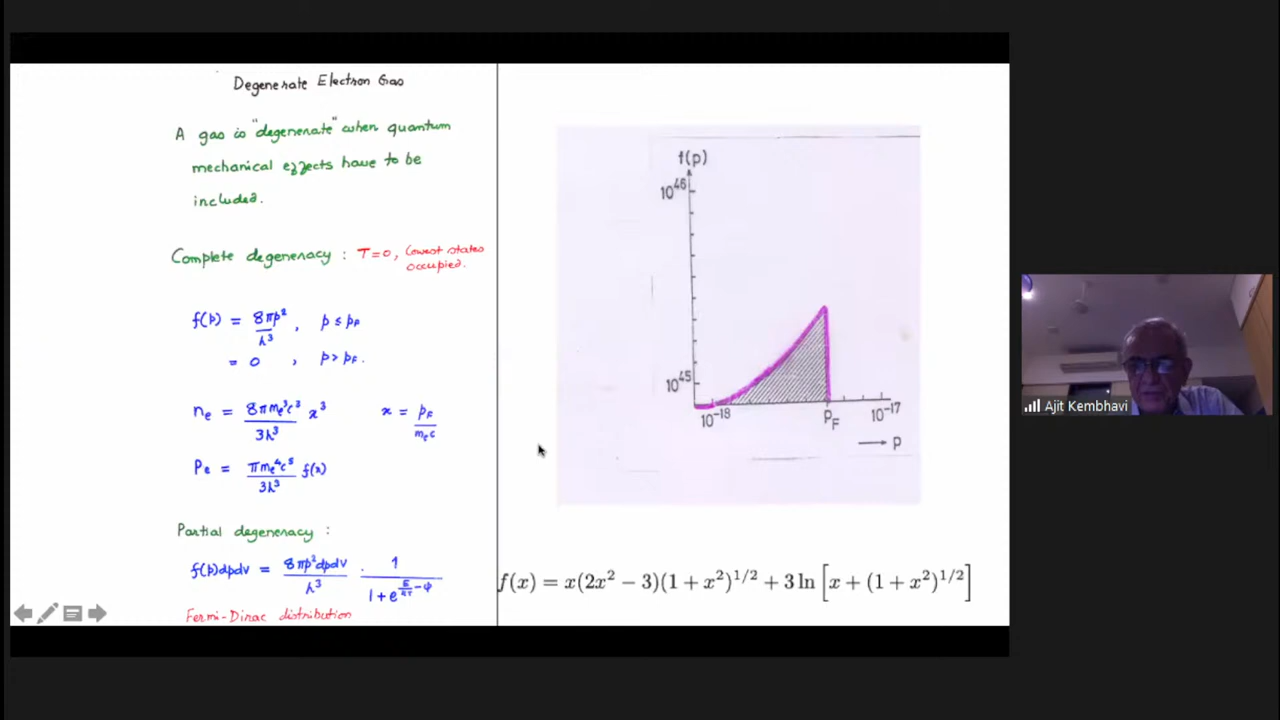 Degenerate Electron Gas
A gas is "degenerate" when quantum
mechanical effects have to be
included.
Complete degeneracy : T=0, Lowest states
occupied.
f(p) = 8πp²/h³ , p ≤ pF
= 0 , p > pF .
ne = 8πme³c³/3h³ x³ x = pF/mec
Pe = πme⁴c⁵/3h³ f(x)
Partial degeneracy :
f(p)dpdv = 8πp²dpdv/h³ · 1/1+e^(E/kT-ψ)
Fermi-Dirac distribution
f(p)
10⁴⁶
10⁴⁵
10⁻¹⁸ pF 10⁻¹⁷
→ p
f(x) = x(2x² − 3)(1 + x²)^1/2 + 3 ln [x + (1 + x²)^1/2]
Ajit Kembhavi